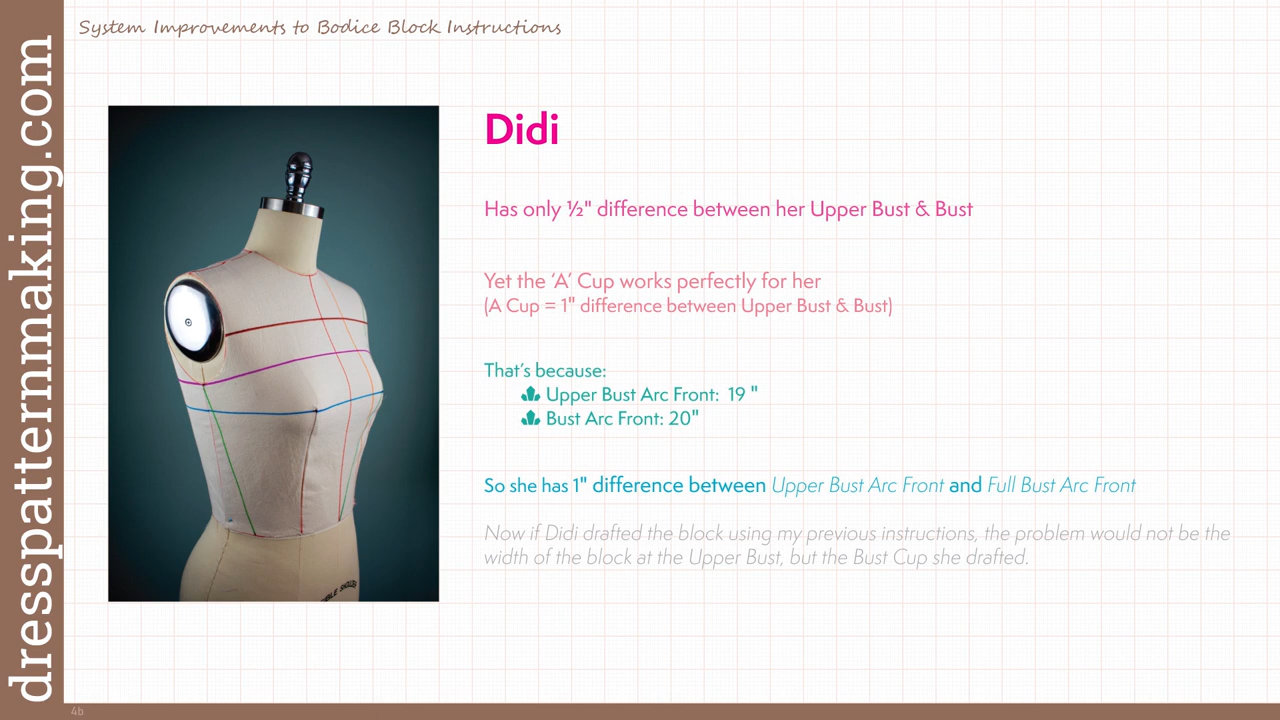 System Improvements to Bodice Block Instructions
dresspatternmaking.com
Didi
Has only ½" difference between her Upper Bust & Bust
Yet the ‘A’ Cup works perfectly for her
(A Cup = 1" difference between Upper Bust & Bust)
That's because:
Upper Bust Arc Front: 19 "
Bust Arc Front: 20"
So she has 1" difference between Upper Bust Arc Front and Full Bust Arc Front
Now if Didi drafted the block using my previous instructions, the problem would not be the
width of the block at the Upper Bust, but the Bust Cup she drafted.
4b